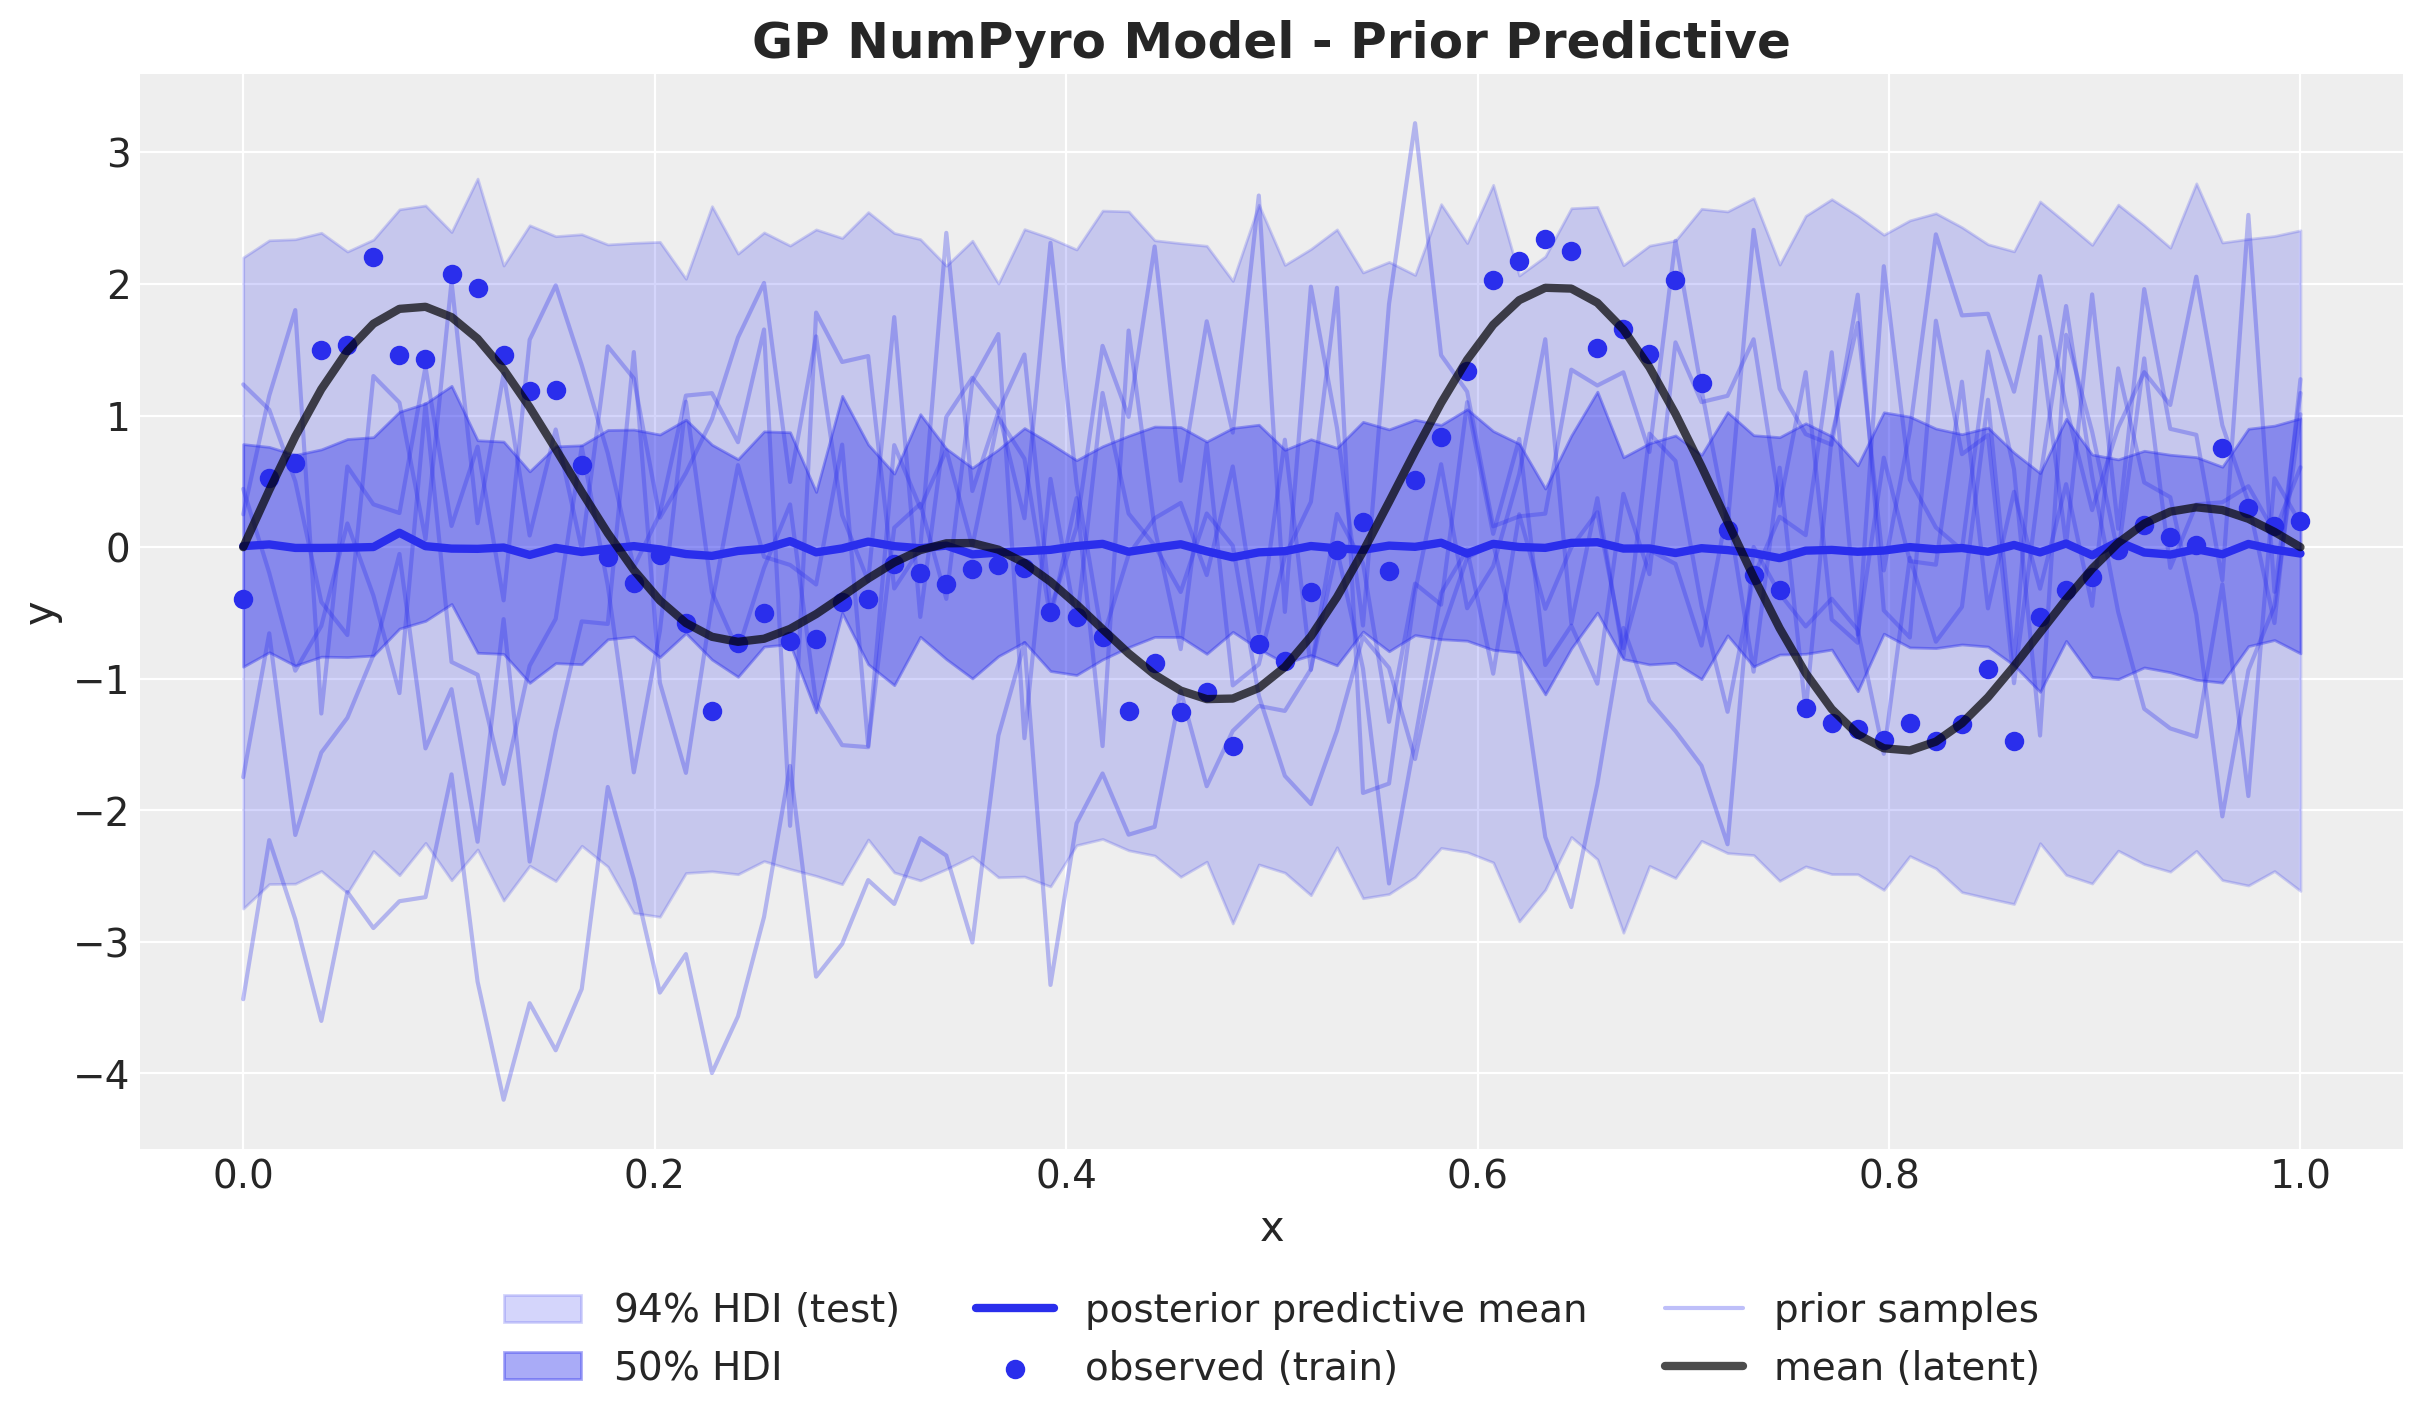 GP NumPyro Model - Prior Predictive
y
3
2
1
0
−1
−2
−3
−4
0.0 0.2 0.4 0.6 0.8 1.0
x
94% HDI (test) posterior predictive mean prior samples
50% HDI observed (train) mean (latent)